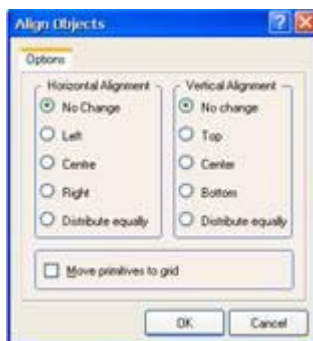 Align Objects
Options
Horizontal Alignment
No Change
Left
Centre
Right
Distribute equally
Vertical Alignment
No change
Top
Center
Bottom
Distribute equally
Move primitives to grid
OK
Cancel